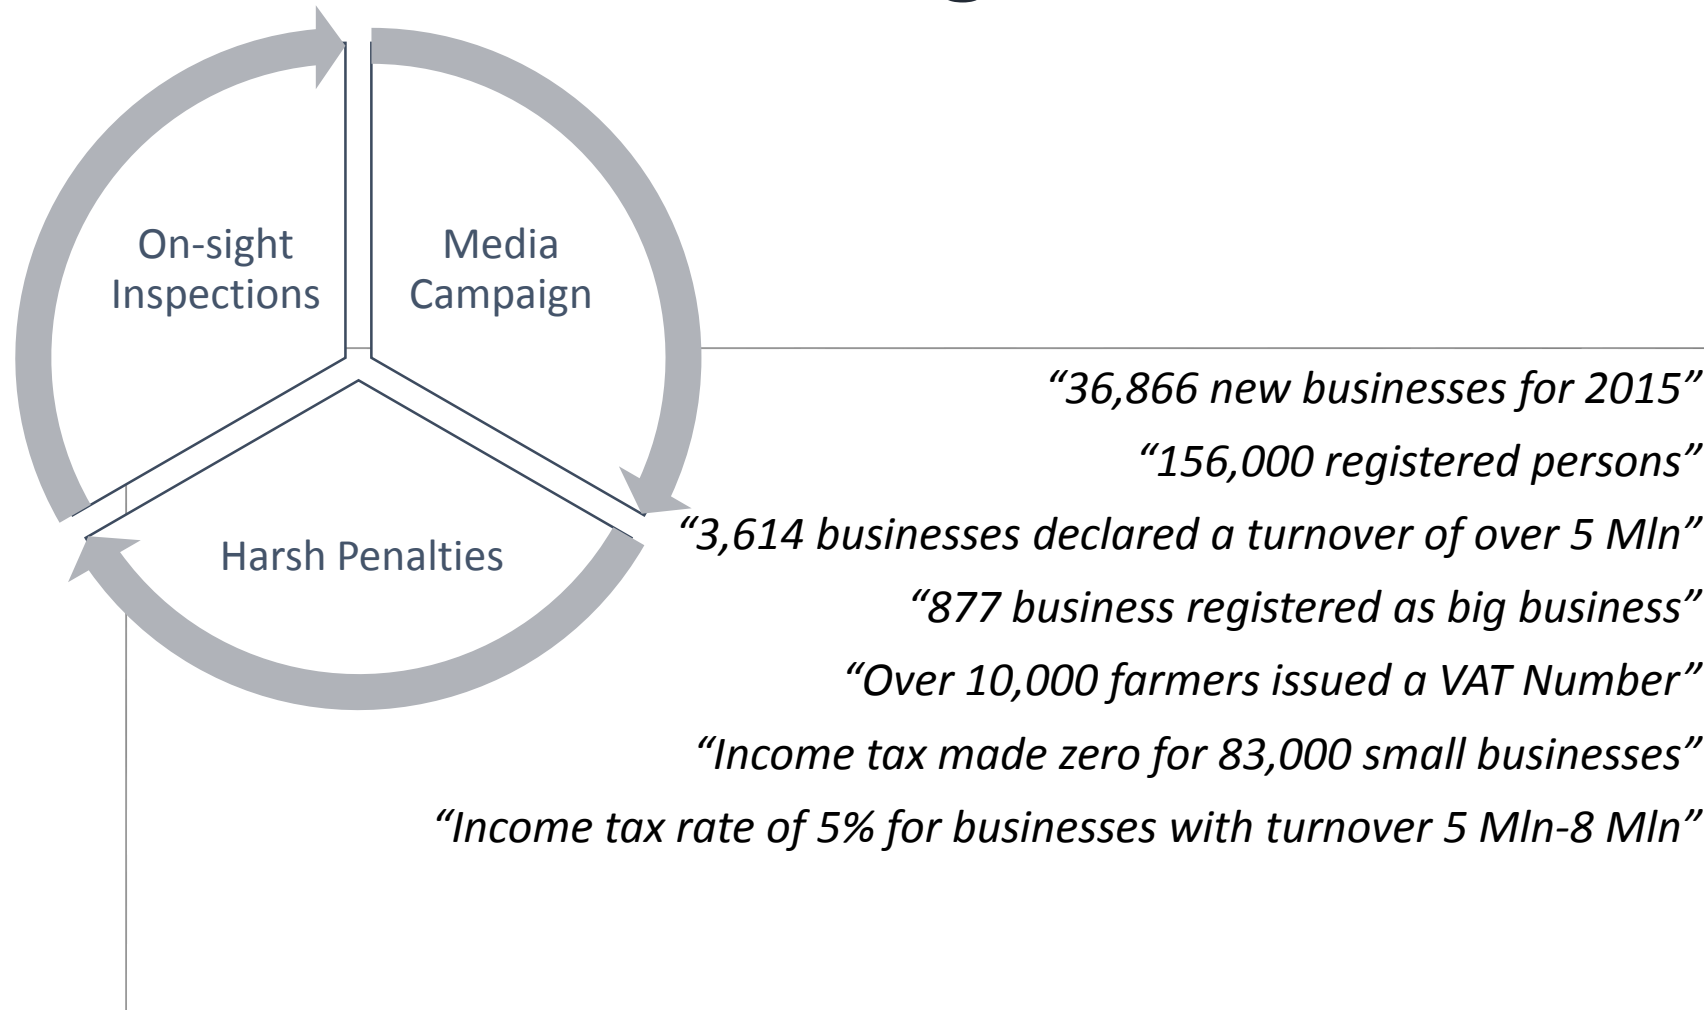 On-sight
Inspections
Media
Campaign
Harsh Penalties
“36,866 new businesses for 2015”
“156,000 registered persons”
“3,614 businesses declared a turnover of over 5 Mln”
“877 business registered as big business”
“Over 10,000 farmers issued a VAT Number”
“Income tax made zero for 83,000 small businesses”
“Income tax rate of 5% for businesses with turnover 5 Mln-8 Mln”